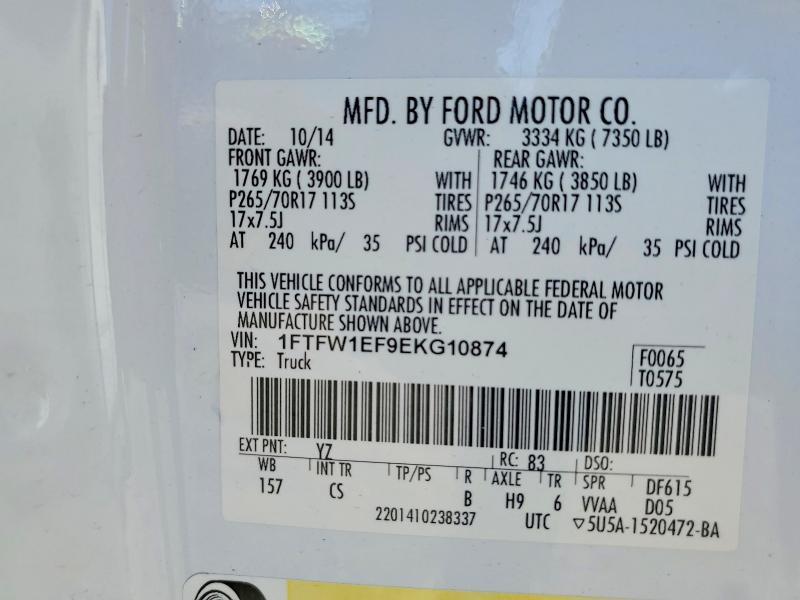 MFD. BY FORD MOTOR CO.
DATE: 10/14 GVWR: 3334 KG ( 7350 LB)
FRONT GAWR: REAR GAWR:
1769 KG ( 3900 LB) WITH 1746 KG ( 3850 LB) WITH
P265/70R17 113S TIRES P265/70R17 113S TIRES
17x7.5J RIMS 17x7.5J RIMS
AT 240 kPa/ 35 PSI COLD AT 240 kPa/ 35 PSI COLD
THIS VEHICLE CONFORMS TO ALL APPLICABLE FEDERAL MOTOR
VEHICLE SAFETY STANDARDS IN EFFECT ON THE DATE OF
MANUFACTURE SHOWN ABOVE.
VIN: 1FTFW1EF9EKG10874
TYPE: Truck
F0065
T0575
EXT PNT: YZ RC: 83 DSO:
WB INT TR TP/PS R AXLE TR SPR DF615
157 CS B H9 6 VVAA D05
2201410238337 UTC ▽5U5A-1520472-BA